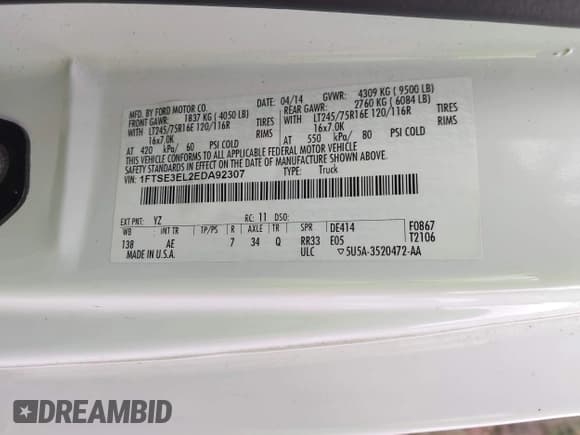 MFD. BY FORD MOTOR CO.
DATE: 04/14 GVWR: 4309 KG ( 9500 LB)
FRONT GAWR: 1837 KG ( 4050 LB) REAR GAWR: 2760 KG ( 6084 LB)
WITH LT245/75R16E 120/116R TIRES WITH LT245/75R16E 120/116R TIRES
16x7.0K RIMS 16x7.0K RIMS
AT 420 kPa/ 60 PSI COLD AT 550 kPa/ 80 PSI COLD
THIS VEHICLE CONFORMS TO ALL APPLICABLE FEDERAL MOTOR VEHICLE
SAFETY STANDARDS IN EFFECT ON THE DATE OF MANUFACTURE SHOWN ABOVE.
VIN: 1FTSE3EL2EDA92307 TYPE: Truck
EXT PNT: YZ RC: 11 DSO:
WB INT TR TP/PS R AXLE TR SPR DE414 F0867
138 AE 7 34 Q RR33 E05 T2106
MADE IN U.S.A. ULC ▽5U5A-3520472-AA
DREAMBID